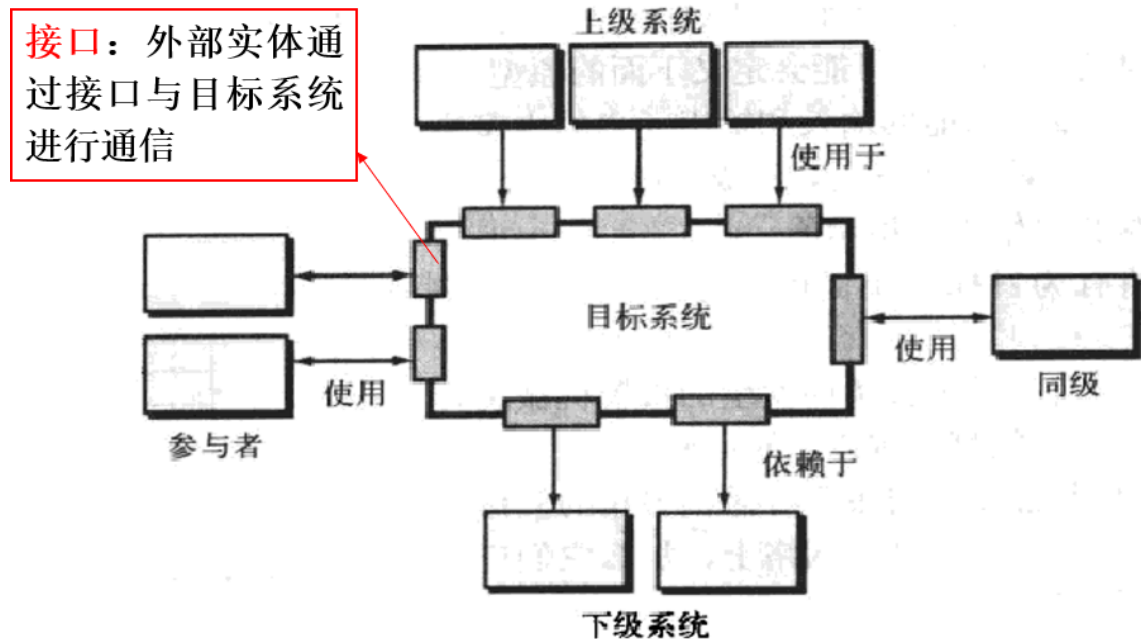 接口：外部实体通
过接口与目标系统
进行通信
上级系统
使用于
目标系统
使用
同级
使用
参与者
依赖于
下级系统